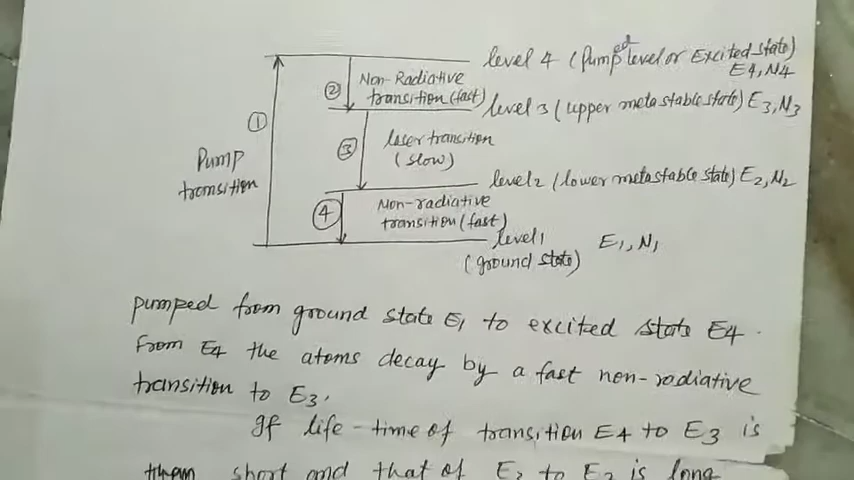 level 4 (Pumped level or Excited state)
E4, N4
② Non-Radiative
transition (fast)
level 3 (upper metastable state) E3, N3
①
③ laser transition
(slow)
Pump
transition
level2 (lower metastable state) E2, N2
④ Non-radiative
transition (fast)
level1 E1, N1
(ground state)
pumped from ground state E1 to excited state E4.
From E4 the atoms decay by a fast non-radiative
transition to E3.
If life-time of transition E4 to E3 is
short and that of E3 to E2 is long